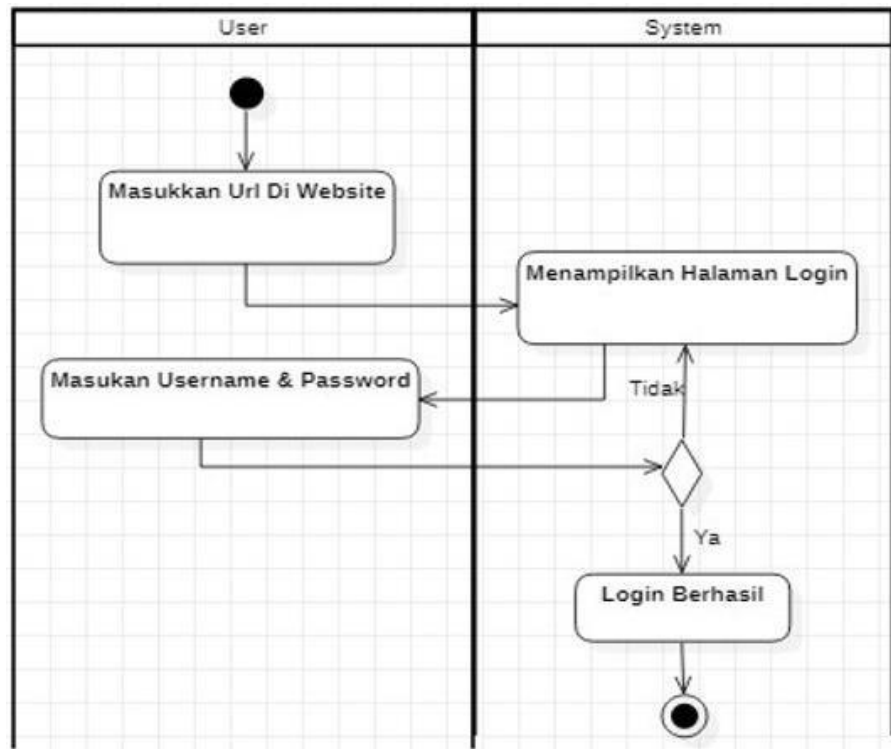 User
System
Masukkan Url Di Website
Menampilkan Halaman Login
Masukan Username & Password
Tidak
Ya
Login Berhasil